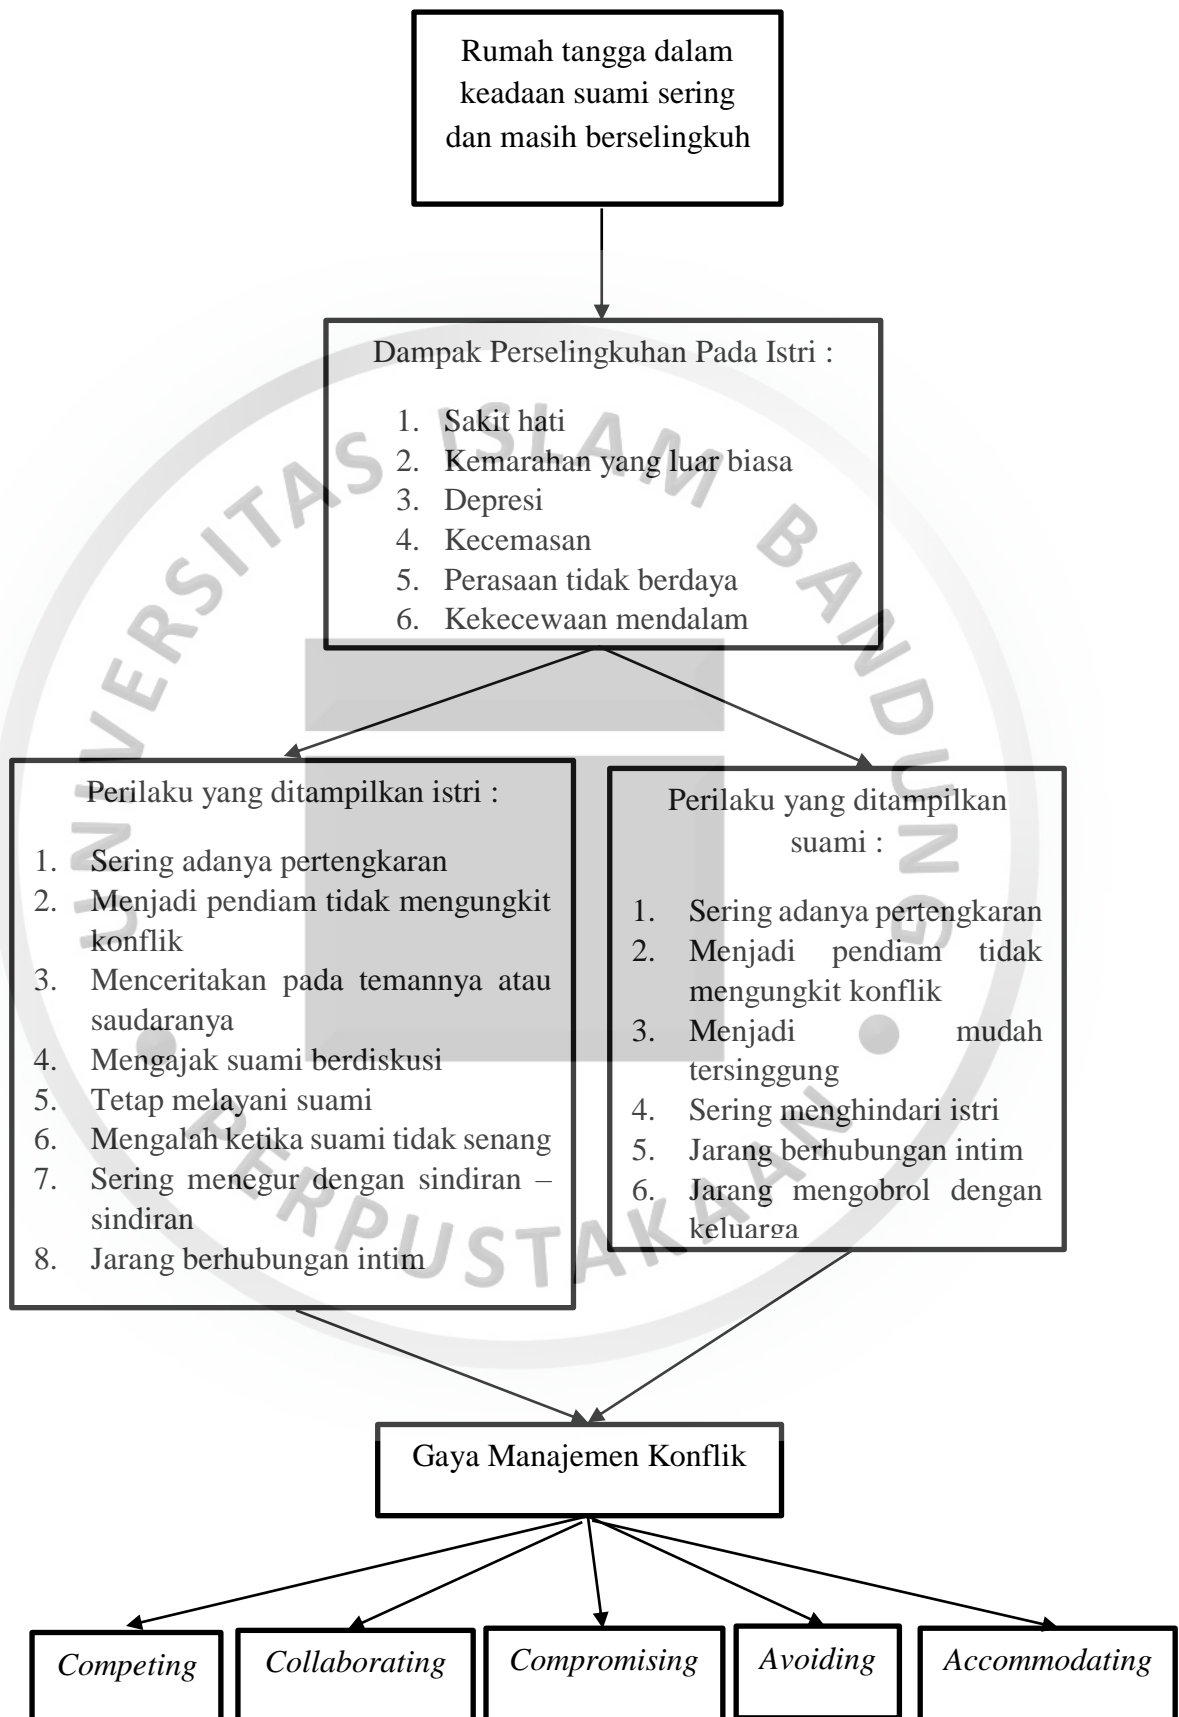 Rumah tangga dalam
keadaan suami sering
dan masih berselingkuh
Dampak Perselingkuhan Pada Istri :
1. Sakit hati
2. Kemarahan yang luar biasa
3. Depresi
4. Kecemasan
5. Perasaan tidak berdaya
6. Kekecewaan mendalam
Perilaku yang ditampilkan istri :
1. Sering adanya pertengkaran
2. Menjadi pendiam tidak mengungkit
konflik
3. Menceritakan pada temannya atau
saudaranya
4. Mengajak suami berdiskusi
5. Tetap melayani suami
6. Mengalah ketika suami tidak senang
7. Sering menegur dengan sindiran –
sindiran
8. Jarang berhubungan intim
Perilaku yang ditampilkan
suami :
1. Sering adanya pertengkaran
2. Menjadi pendiam tidak
mengungkit konflik
3. Menjadi mudah
tersinggung
4. Sering menghindari istri
5. Jarang berhubungan intim
6. Jarang mengobrol dengan
keluarga
Gaya Manajemen Konflik
Competing
Collaborating
Compromising
Avoiding
Accommodating
UNIVERSITAS ISLAM BANDUNG
PERPUSTAKAAN